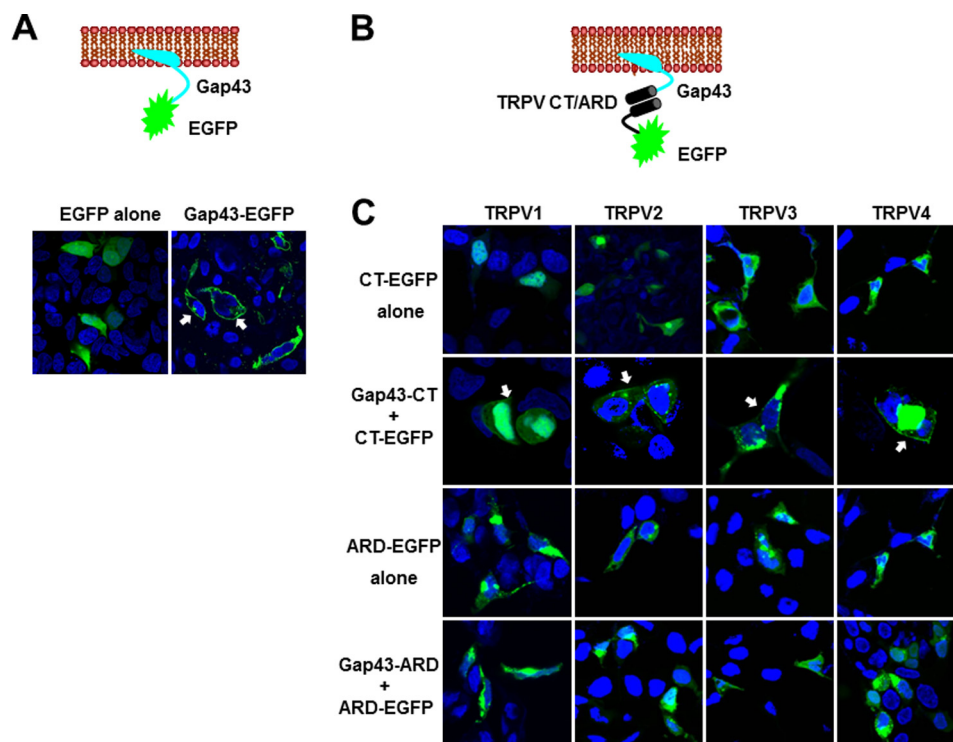 A
Gap43
EGFP
EGFP alone
Gap43-EGFP
B
TRPV CT/ARD
Gap43
EGFP
C
TRPV1
TRPV2
TRPV3
TRPV4
CT-EGFP
alone
Gap43-CT
+
CT-EGFP
ARD-EGFP
alone
Gap43-ARD
+
ARD-EGFP